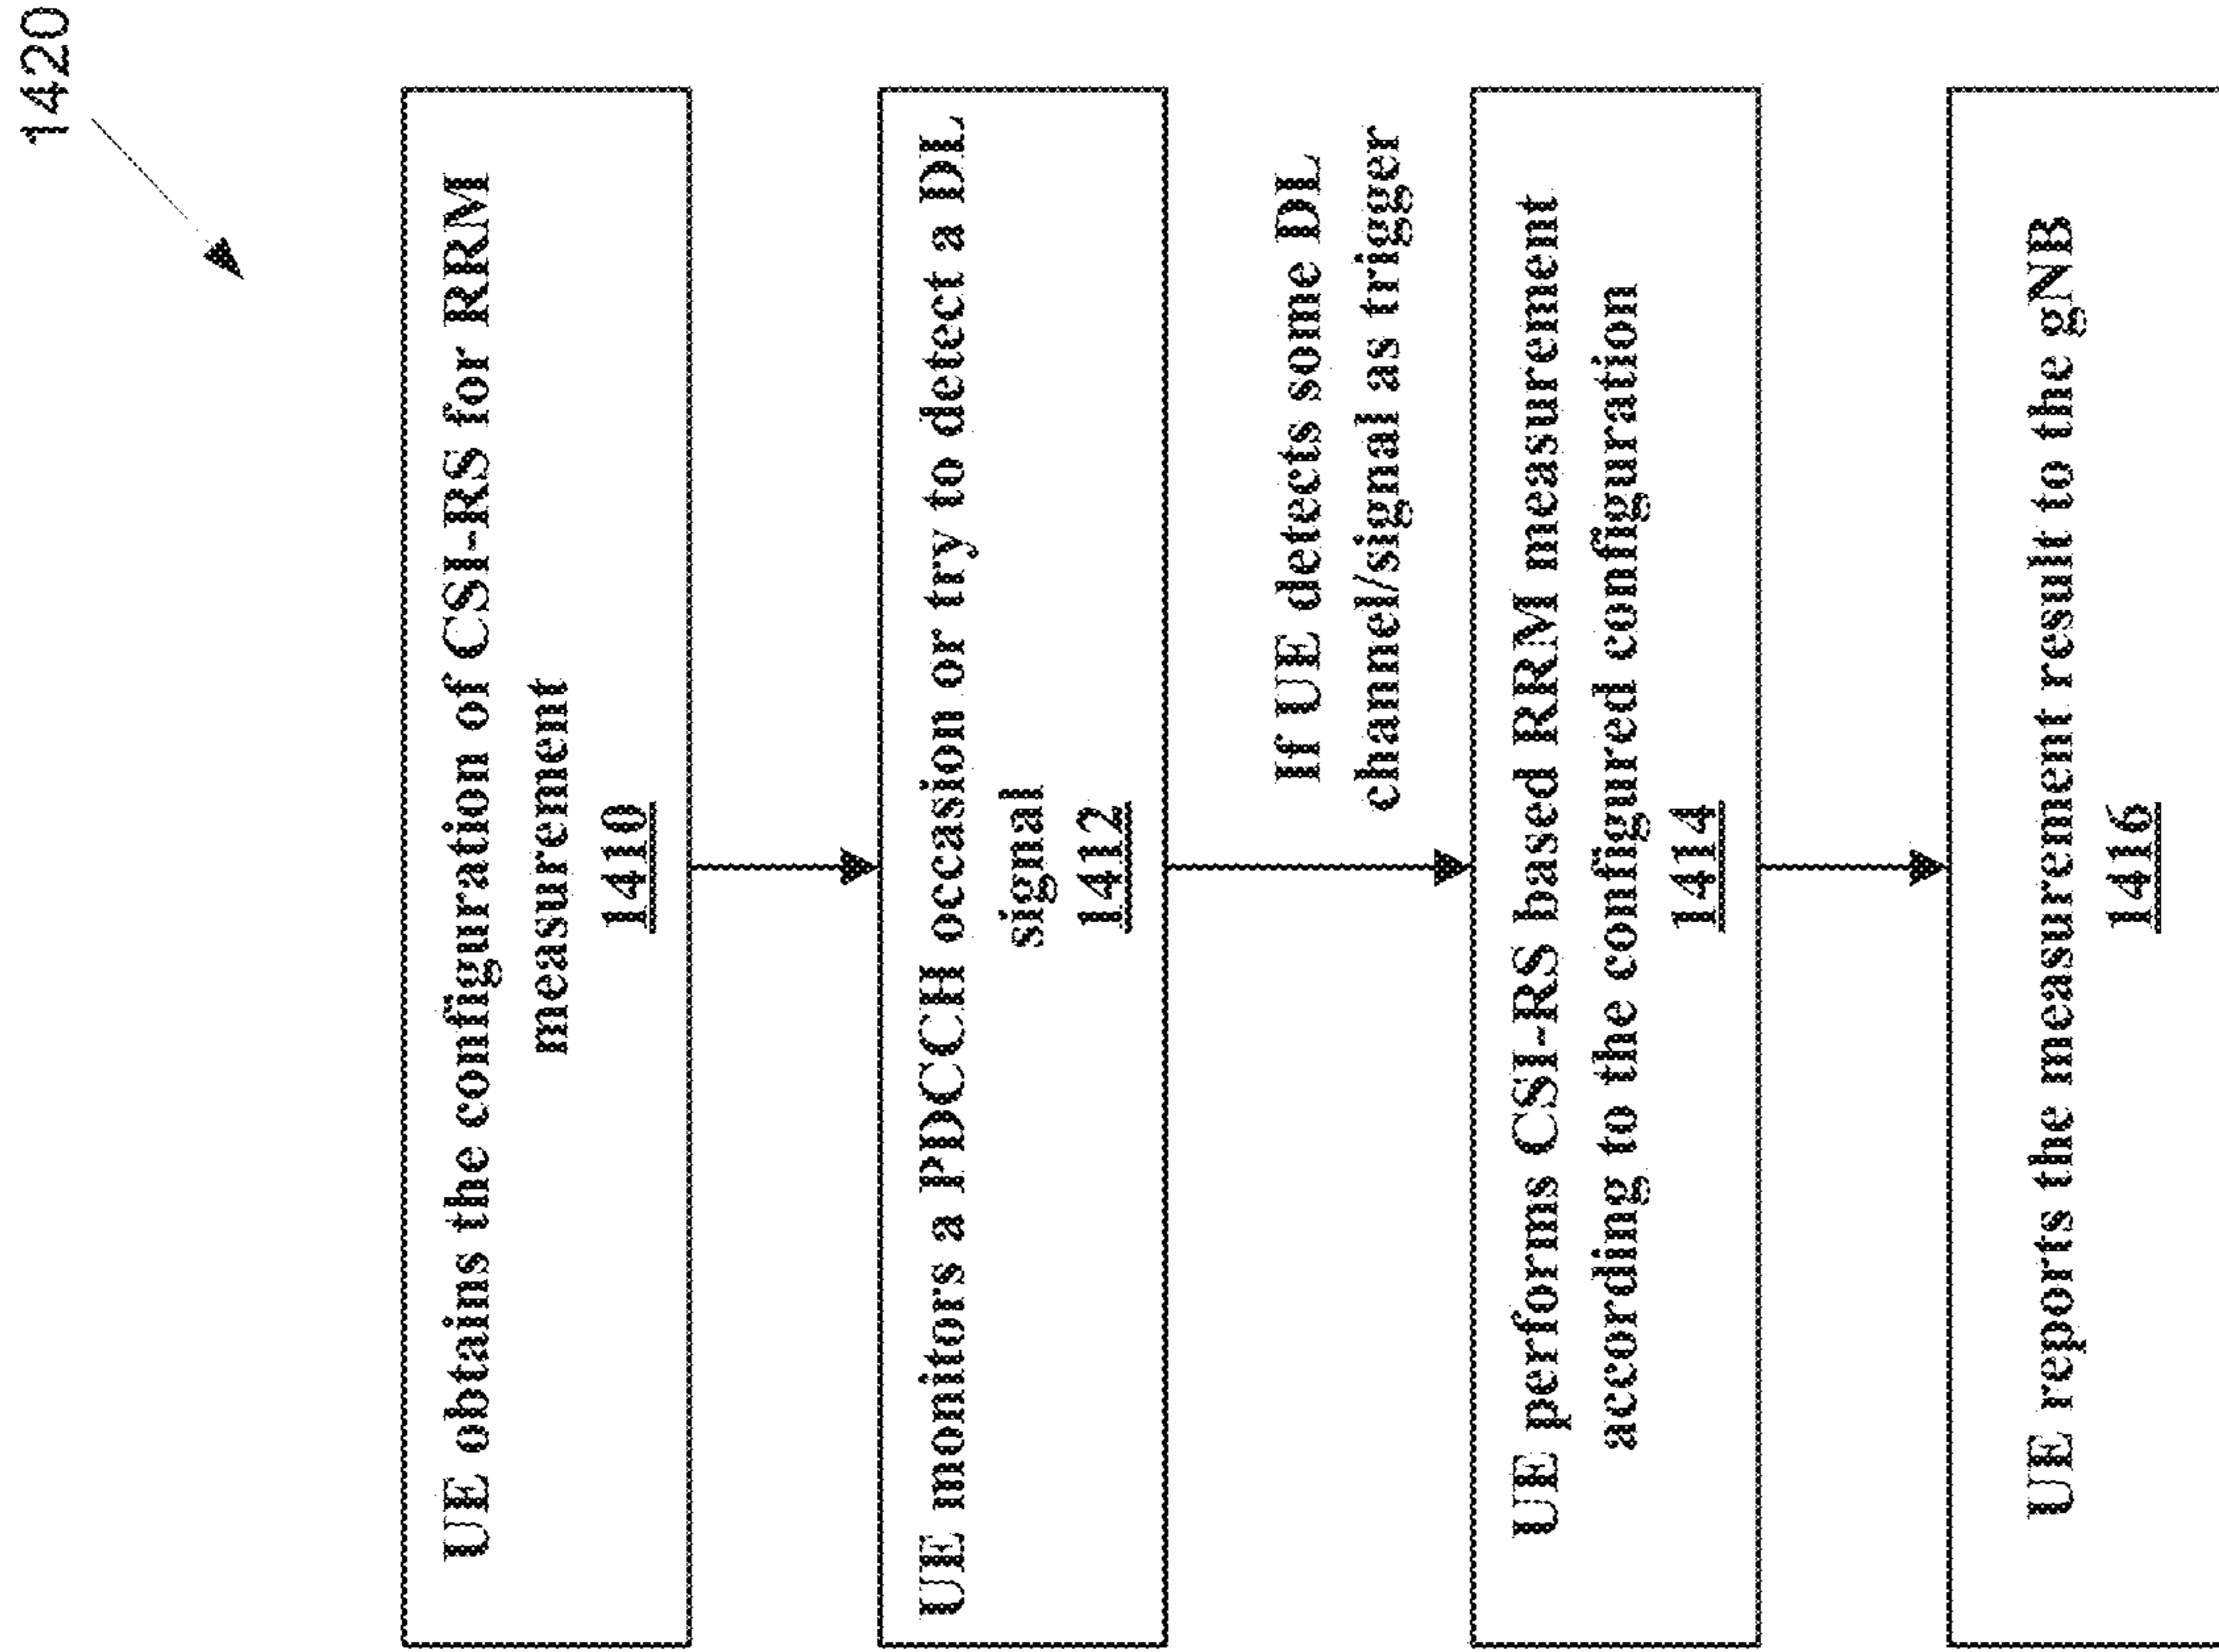 1420
UE obtains the configuration of CSI-RS for RRM
measurement
1410
UE monitors a PDCCH occasion or try to detect a DL
signal
1412
If UE detects some DL
channel/signal as trigger
UE performs CSI-RS based RRM measurement
according to the configured configuration
1414
UE reports the measurement result to the gNB
1416